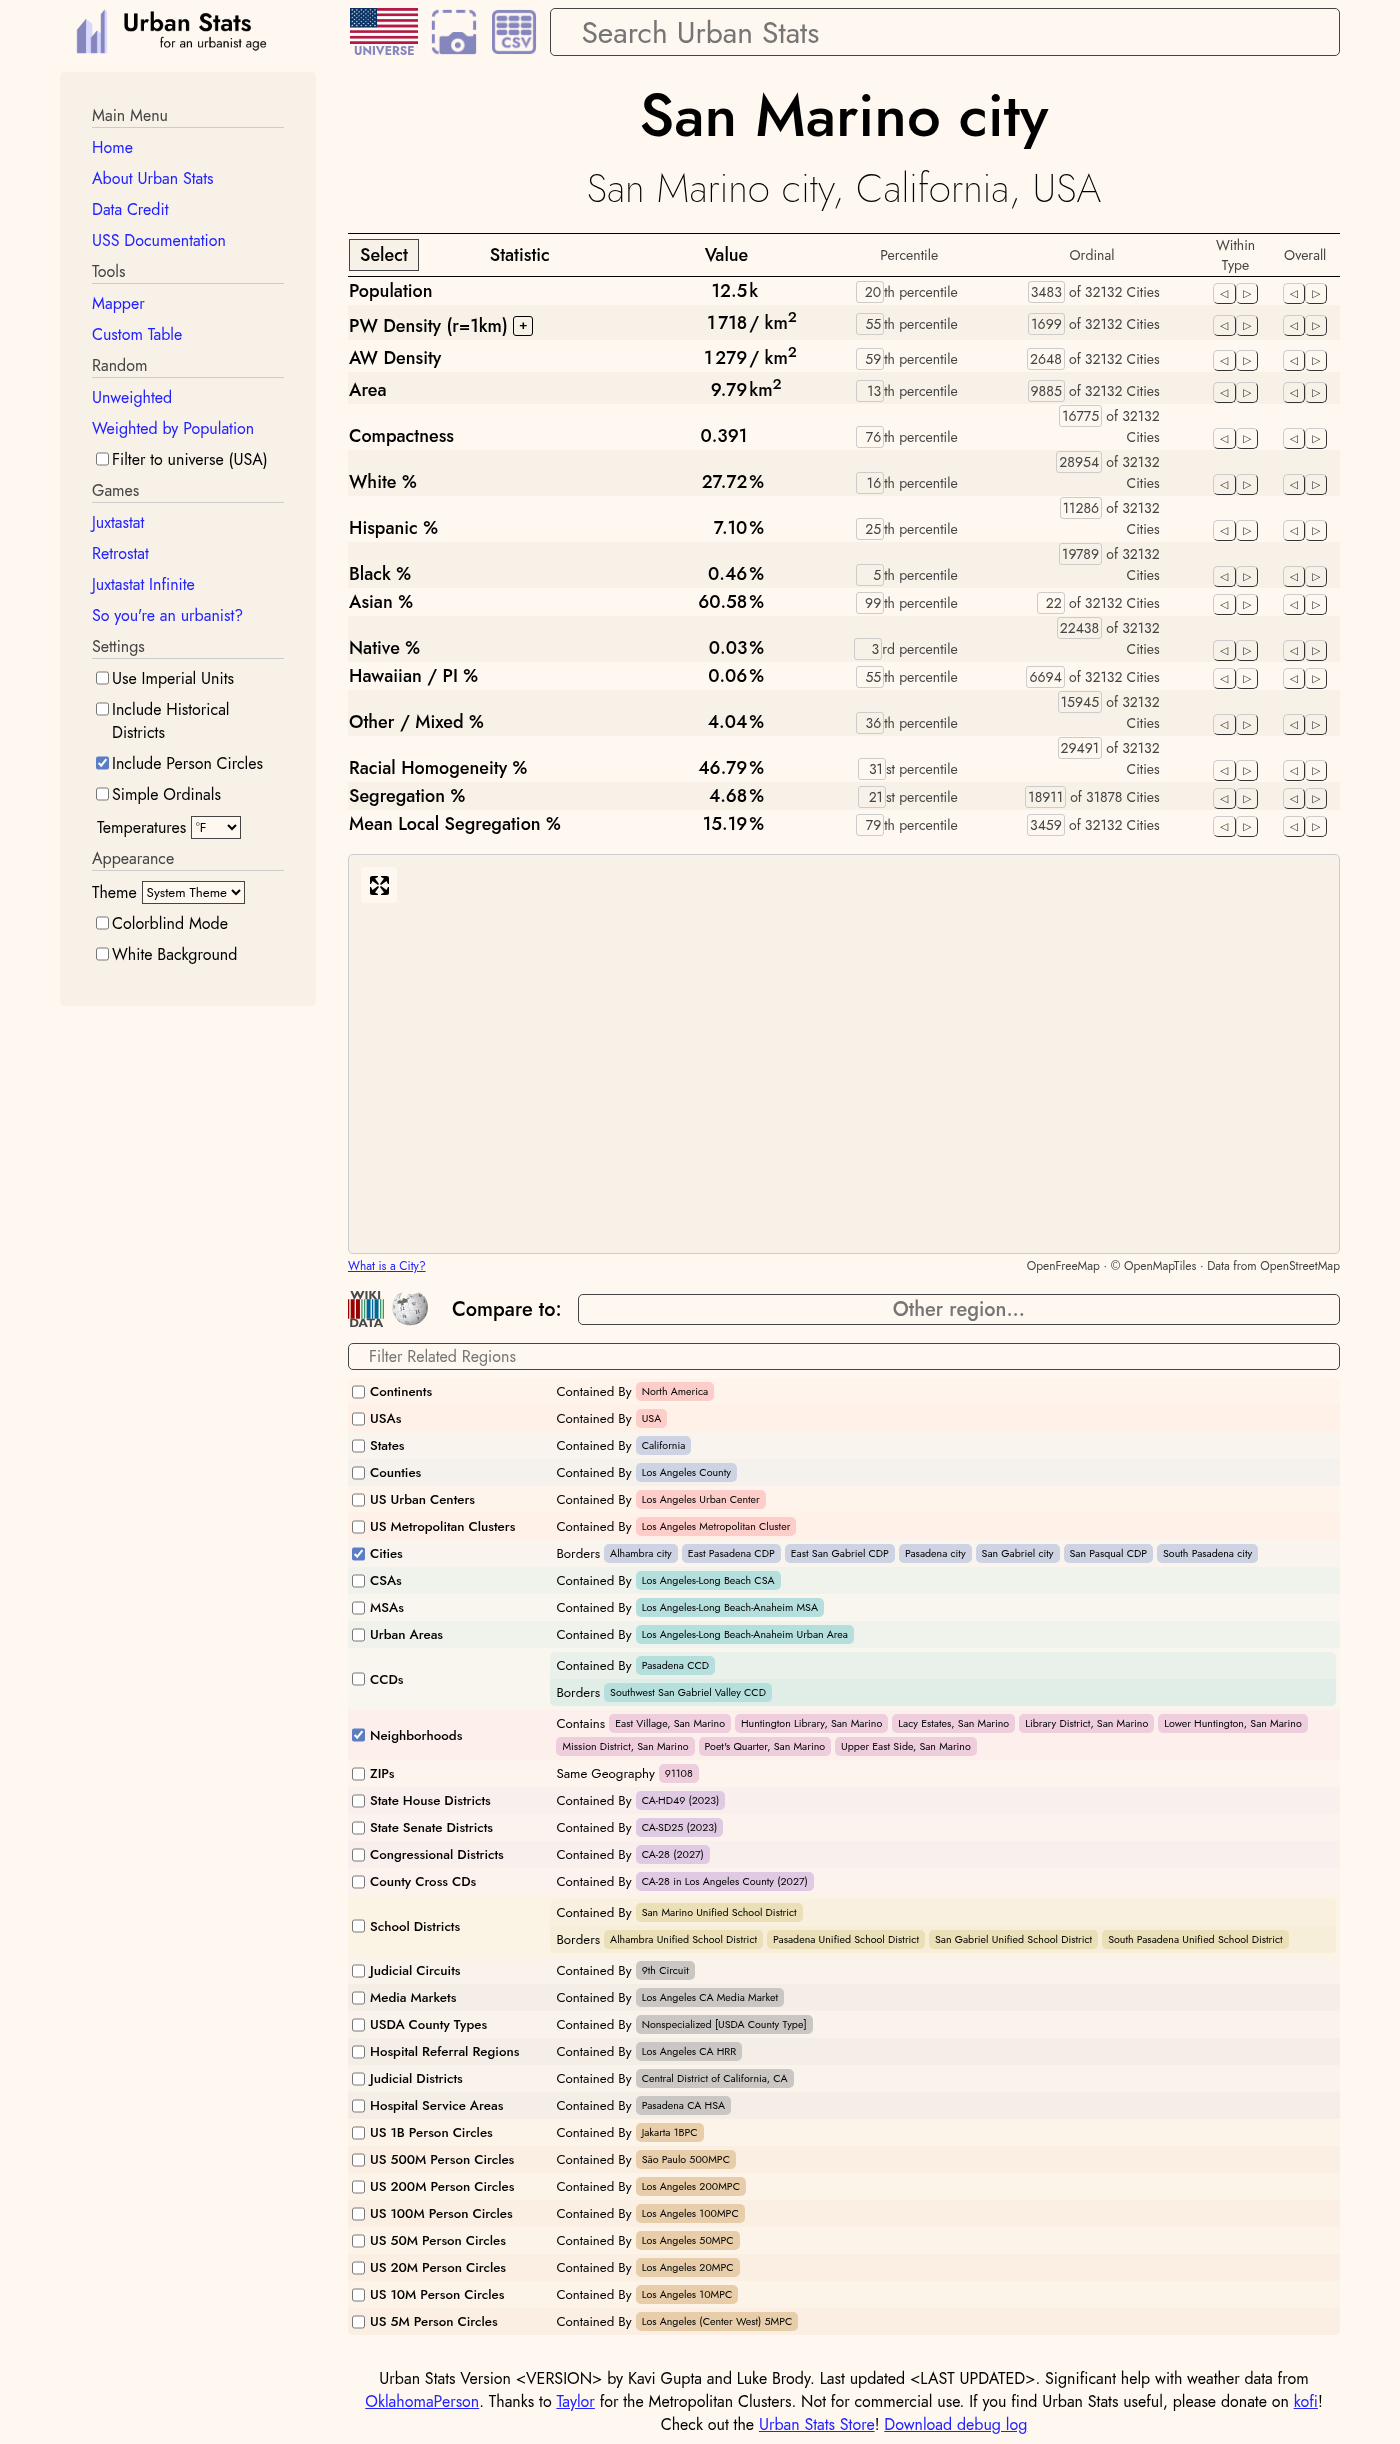 Urban Stats
for an urbanist age
UNIVERSE
CSV
Search Urban Stats
Main Menu
Home
About Urban Stats
Data Credit
USS Documentation
Tools
Mapper
Custom Table
Random
Unweighted
Weighted by Population
Filter to universe (USA)
Games
Juxtastat
Retrostat
Juxtastat Infinite
So you're an urbanist?
Settings
Use Imperial Units
Include Historical
Districts
Include Person Circles
Simple Ordinals
Temperatures °F
Appearance
Theme System Theme
Colorblind Mode
White Background
San Marino city
San Marino city, California, USA
Select Statistic Value Percentile Ordinal Within Type Overall
Population 12.5k 20th percentile 3483 of 32132 Cities
PW Density (r=1km) + 1 718 / km2 55th percentile 1699 of 32132 Cities
AW Density 1 279 / km2 59th percentile 2648 of 32132 Cities
Area 9.79 km2 13th percentile 9885 of 32132 Cities
Compactness 0.391 76th percentile 16775 of 32132 Cities
White % 27.72% 16th percentile 28954 of 32132 Cities
Hispanic % 7.10% 25th percentile 11286 of 32132 Cities
Black % 0.46% 5th percentile 19789 of 32132 Cities
Asian % 60.58% 99th percentile 22 of 32132 Cities
Native % 0.03% 3rd percentile 22438 of 32132 Cities
Hawaiian / PI % 0.06% 55th percentile 6694 of 32132 Cities
Other / Mixed % 4.04% 36th percentile 15945 of 32132 Cities
Racial Homogeneity % 46.79% 31st percentile 29491 of 32132 Cities
Segregation % 4.68% 21st percentile 18911 of 31878 Cities
Mean Local Segregation % 15.19% 79th percentile 3459 of 32132 Cities
What is a City? OpenFreeMap · © OpenMapTiles · Data from OpenStreetMap
WIKI
DATA
Compare to: Other region...
Filter Related Regions
Continents Contained By North America
USAs Contained By USA
States Contained By California
Counties Contained By Los Angeles County
US Urban Centers Contained By Los Angeles Urban Center
US Metropolitan Clusters Contained By Los Angeles Metropolitan Cluster
Cities Borders Alhambra city East Pasadena CDP East San Gabriel CDP Pasadena city San Gabriel city San Pasqual CDP South Pasadena city
CSAs Contained By Los Angeles-Long Beach CSA
MSAs Contained By Los Angeles-Long Beach-Anaheim MSA
Urban Areas Contained By Los Angeles-Long Beach-Anaheim Urban Area
CCDs Contained By Pasadena CCD
Borders Southwest San Gabriel Valley CCD
Neighborhoods Contains East Village, San Marino Huntington Library, San Marino Lacy Estates, San Marino Library District, San Marino Lower Huntington, San Marino
Mission District, San Marino Poet's Quarter, San Marino Upper East Side, San Marino
ZIPs Same Geography 91108
State House Districts Contained By CA-HD49 (2023)
State Senate Districts Contained By CA-SD25 (2023)
Congressional Districts Contained By CA-28 (2027)
County Cross CDs Contained By CA-28 in Los Angeles County (2027)
School Districts Contained By San Marino Unified School District
Borders Alhambra Unified School District Pasadena Unified School District San Gabriel Unified School District South Pasadena Unified School District
Judicial Circuits Contained By 9th Circuit
Media Markets Contained By Los Angeles CA Media Market
USDA County Types Contained By Nonspecialized [USDA County Type]
Hospital Referral Regions Contained By Los Angeles CA HRR
Judicial Districts Contained By Central District of California, CA
Hospital Service Areas Contained By Pasadena CA HSA
US 1B Person Circles Contained By Jakarta 1BPC
US 500M Person Circles Contained By São Paulo 500MPC
US 200M Person Circles Contained By Los Angeles 200MPC
US 100M Person Circles Contained By Los Angeles 100MPC
US 50M Person Circles Contained By Los Angeles 50MPC
US 20M Person Circles Contained By Los Angeles 20MPC
US 10M Person Circles Contained By Los Angeles 10MPC
US 5M Person Circles Contained By Los Angeles (Center West) 5MPC
Urban Stats Version <VERSION> by Kavi Gupta and Luke Brody. Last updated <LAST UPDATED>. Significant help with weather data from
OklahomaPerson. Thanks to Taylor for the Metropolitan Clusters. Not for commercial use. If you find Urban Stats useful, please donate on kofi!
Check out the Urban Stats Store! Download debug log